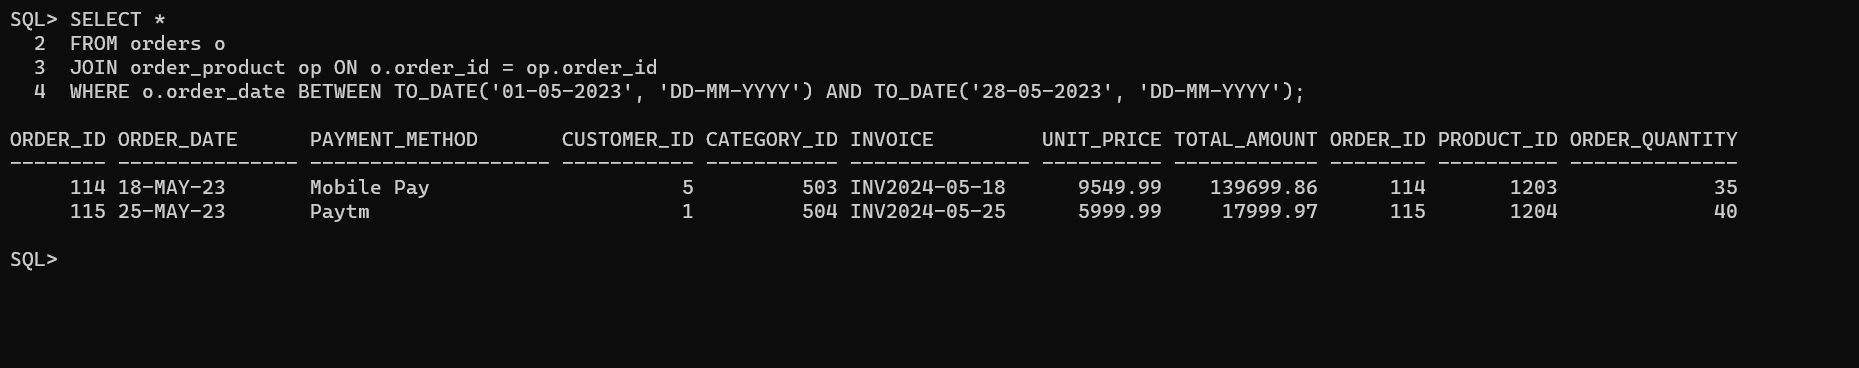 SQL> SELECT *
  2  FROM orders o
  3  JOIN order_product op ON o.order_id = op.order_id
  4  WHERE o.order_date BETWEEN TO_DATE('01-05-2023', 'DD-MM-YYYY') AND TO_DATE('28-05-2023', 'DD-MM-YYYY');
ORDER_ID ORDER_DATE      PAYMENT_METHOD       CUSTOMER_ID CATEGORY_ID INVOICE         UNIT_PRICE TOTAL_AMOUNT ORDER_ID PRODUCT_ID ORDER_QUANTITY
-------- --------------- -------------------- ----------- ----------- --------------- ---------- ------------ -------- ---------- --------------
     114 18-MAY-23       Mobile Pay                     5         503 INV2024-05-18      9549.99    139699.86      114       1203             35
     115 25-MAY-23       Paytm                          1         504 INV2024-05-25      5999.99     17999.97      115       1204             40
SQL>